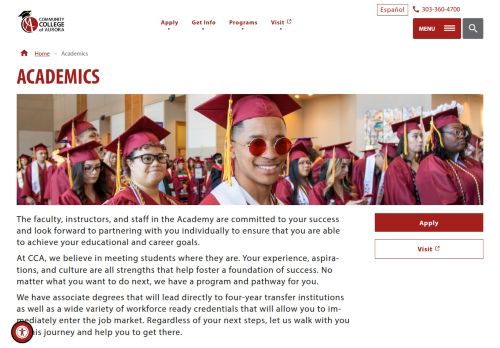 COMMUNITY
COLLEGE
of AURORA
Apply
Get Info
Programs
Visit
Español
303-360-4700
MENU
Home
Academics
ACADEMICS
The faculty, instructors, and staff in the Academy are committed to your success
and look forward to partnering with you individually to ensure that you are able
to achieve your educational and career goals.
At CCA, we believe in meeting students where they are. Your experience, aspira-
tions, and culture are all strengths that help foster a foundation of success. No
matter what you want to do next, we have a program and pathway for you.
We have associate degrees that will lead directly to four-year transfer institutions
as well as a wide variety of workforce ready credentials that will allow you to im-
mediately enter the job market. Regardless of your next steps, let us walk with you
this journey and help you to get there.
Apply
Visit